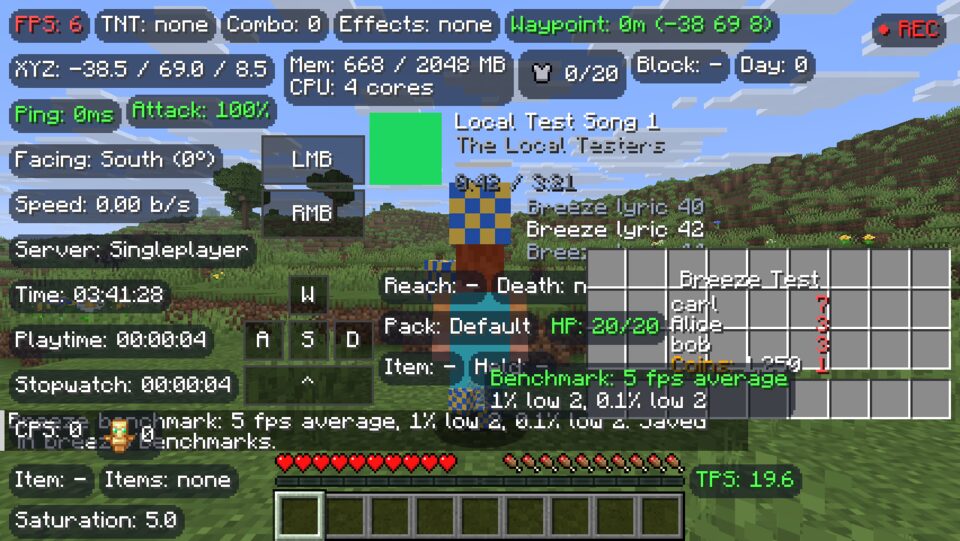 FPS: 6
TNT: none
Combo: 0
Effects: none
Waypoint: 0m (-38 69 8)
REC
XYZ: -38.5 / 69.0 / 8.5
Mem: 668 / 2048 MB
CPU: 4 cores
0/20
Block: -
Day: 0
Ping: 0ms
Attack: 100%
Local Test Song 1
The Local Testers
0:42 / 3:21
Facing: South (0°)
LMB
Speed: 0.00 b/s
RMB
Breeze lyric 40
Breeze lyric 42
Breeze
Server: Singleplayer
Reach: -
Death: n
Breeze Test
Time: 03:41:28
W
carl 7
Alice 3
bob 3
Coins: 1,250 1
Playtime: 00:00:04
A
S
D
Pack: Default
HP: 20/20
Item: -
Held: -
Stopwatch: 00:00:04
^
Benchmark: 5 fps average
1% low 2, 0.1% low 2
Breeze benchmark: 5 fps average, 1% low 2, 0.1% low 2. Saved
in breeze benchmarks.
CPS: 0
0
Item: -
Items: none
TPS: 19.6
Saturation: 5.0